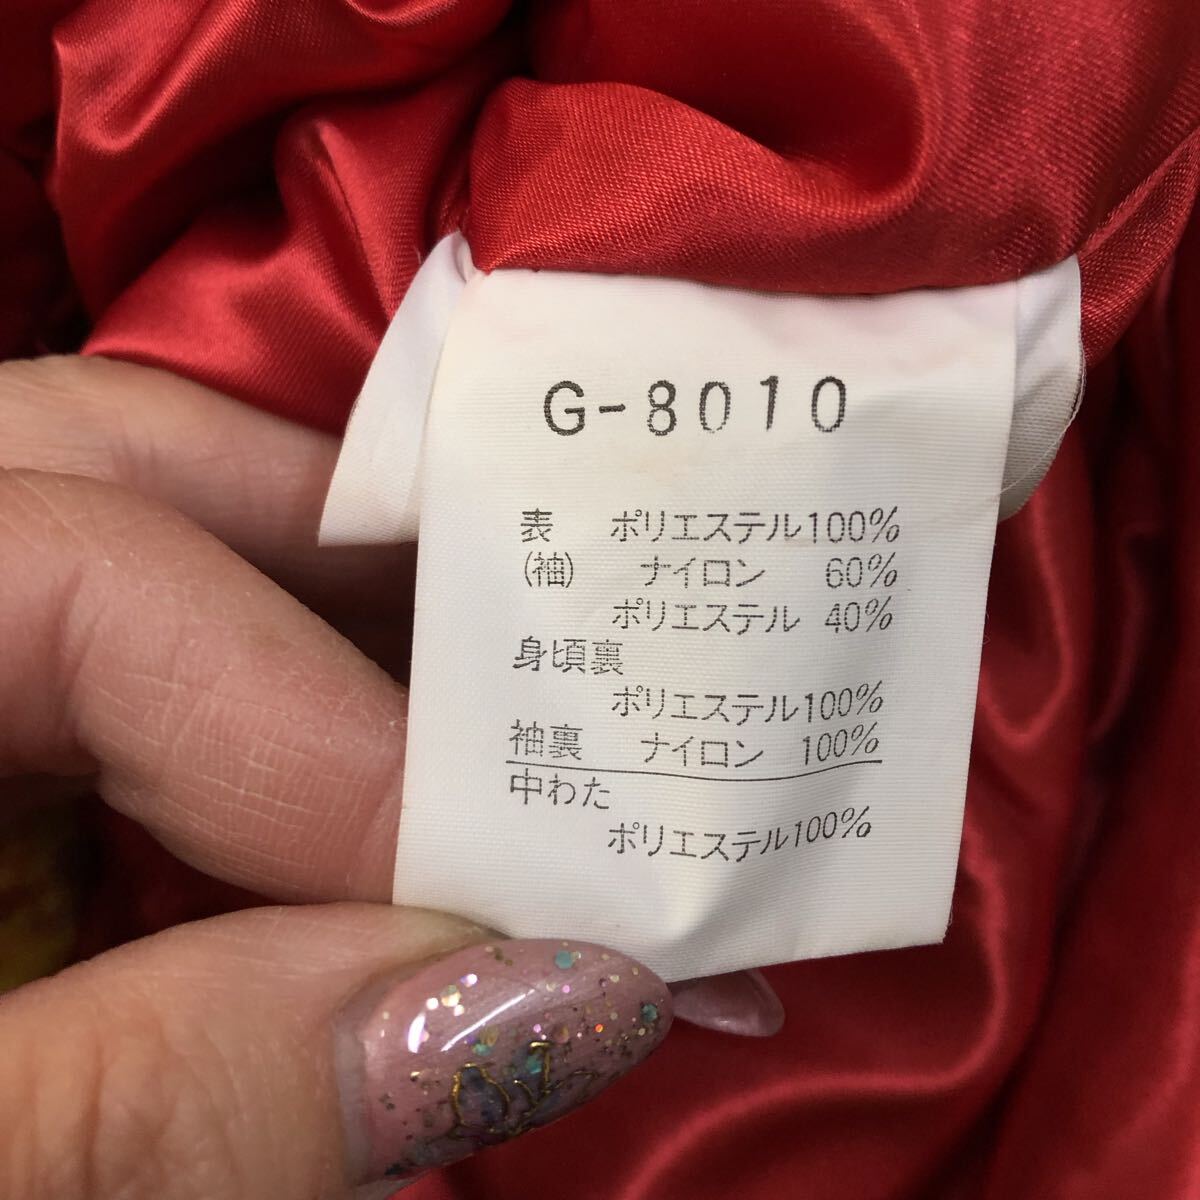 G-8010
表 ポリエステル100%
(袖) ナイロン 60%
ポリエステル 40%
身頃裏
ポリエステル100%
袖裏 ナイロン 100%
中わた
ポリエステル100%